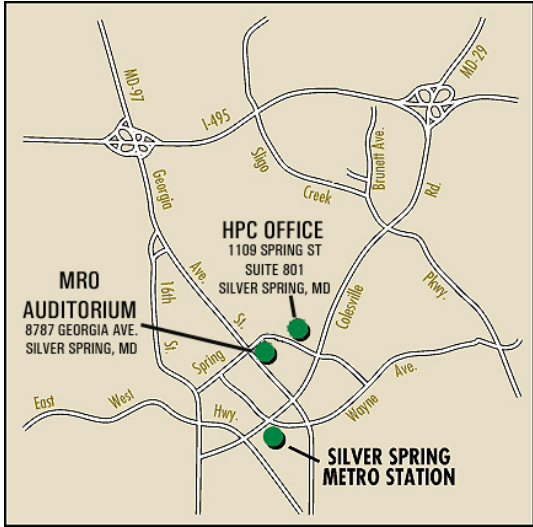 MD-97
MD-29
I-495
Brunett Ave.
Sligo
Creek
Rd.
Georgia
HPC OFFICE
1109 SPRING ST
SUITE 801
SILVER SPRING, MD
MRO
AUDITORIUM
8787 GEORGIA AVE.
SILVER SPRING, MD
Ave.
16th
Colesville
Pkwy.
St.
St.
Spring
Ave.
East
West
Hwy.
Wayne
SILVER SPRING
METRO STATION